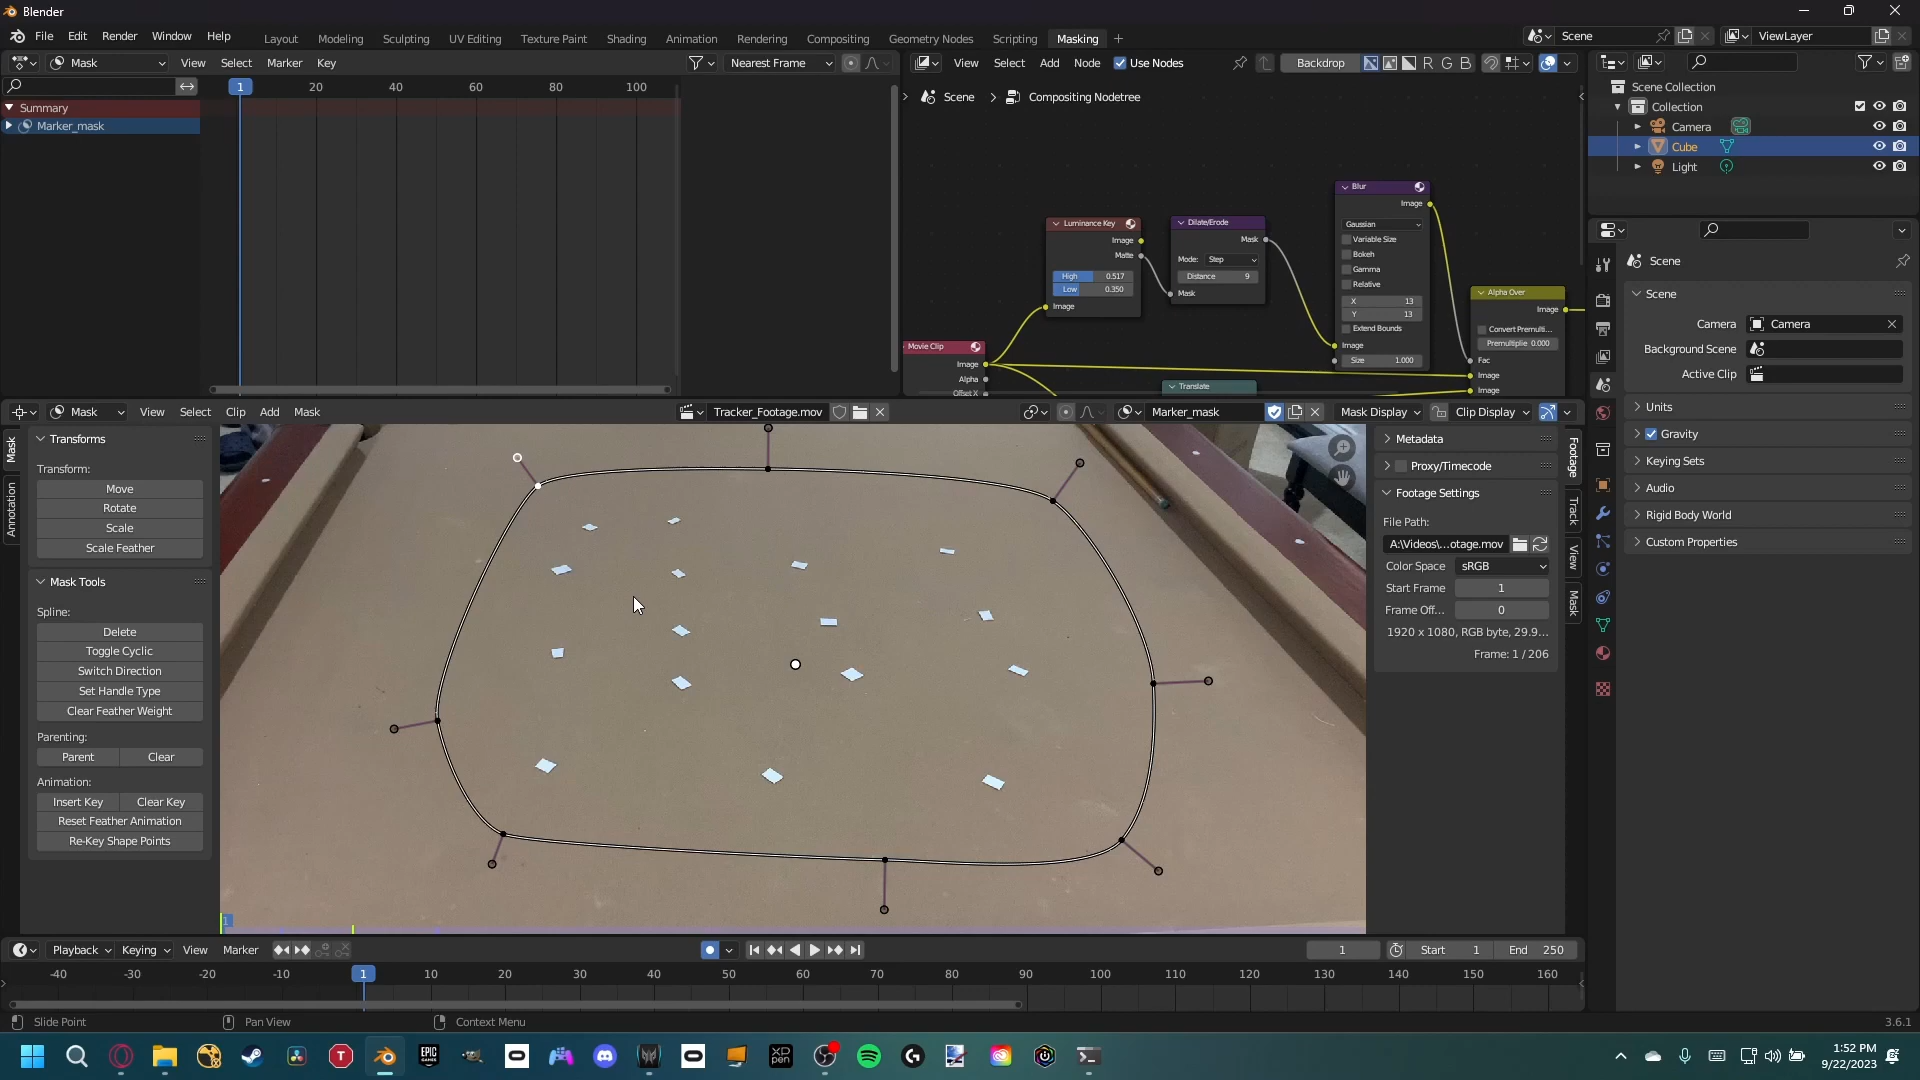 Blender
File Edit Render Window Help
Layout Modeling Sculpting UV Editing Texture Paint Shading Animation Rendering Compositing Geometry Nodes Scripting Masking +
Scene
ViewLayer
Mask View Select Marker Key
Nearest Frame
View Select Add Node Use Nodes
Backdrop
R G B
1 20 40 60 80 100
Summary
Marker_mask
Scene > Compositing Nodetree
Scene Collection
Collection
Camera
Cube
Light
Luminance Key
Image
Matte
High 0.517
Low 0.350
Image
Dilate/Erode
Mask
Mode: Step
Distance 9
Mask
Blur
Image
Gaussian
Variable Size
Bokeh
Gamma
Relative
X 13
Y 13
Extend Bounds
Image
Size 1.000
Alpha Over
Image
Convert Premulti...
Premultiplie 0.000
Fac
Image
Image
Movie Clip
Image
Alpha
Offset X
Translate
Scene
Scene
Camera Camera
Background Scene
Active Clip
Units
Gravity
Keying Sets
Audio
Rigid Body World
Custom Properties
Mask View Select Clip Add Mask
Tracker_Footage.mov
Marker_mask
Mask Display
Clip Display
Mask
Annotation
Transforms
Transform:
Move
Rotate
Scale
Scale Feather
Mask Tools
Spline:
Delete
Toggle Cyclic
Switch Direction
Set Handle Type
Clear Feather Weight
Parenting:
Parent Clear
Animation:
Insert Key Clear Key
Reset Feather Animation
Re-Key Shape Points
1
Metadata
Proxy/Timecode
Footage Settings
File Path:
A:\Videos\...otage.mov
Color Space sRGB
Start Frame 1
Frame Off... 0
1920 x 1080, RGB byte, 29.9...
Frame: 1 / 206
Footage
Track
View
Mask
Playback Keying View Marker
1
Start 1
End 250
-40 -30 -20 -10 1 10 20 30 40 50 60 70 80 90 100 110 120 130 140 150 160
Slide Point
Pan View
Context Menu
3.6.1
T
EPIC
GAMES
XD
PEN
G
1:52 PM
9/22/2023